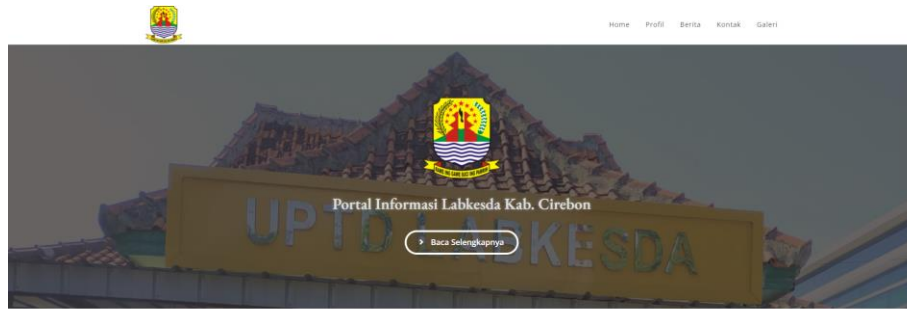 Home Profil Berita Kontak Galeri
Portal Informasi Labkesda Kab. Cirebon
UPTD LABKESDA
Baca Selengkapnya